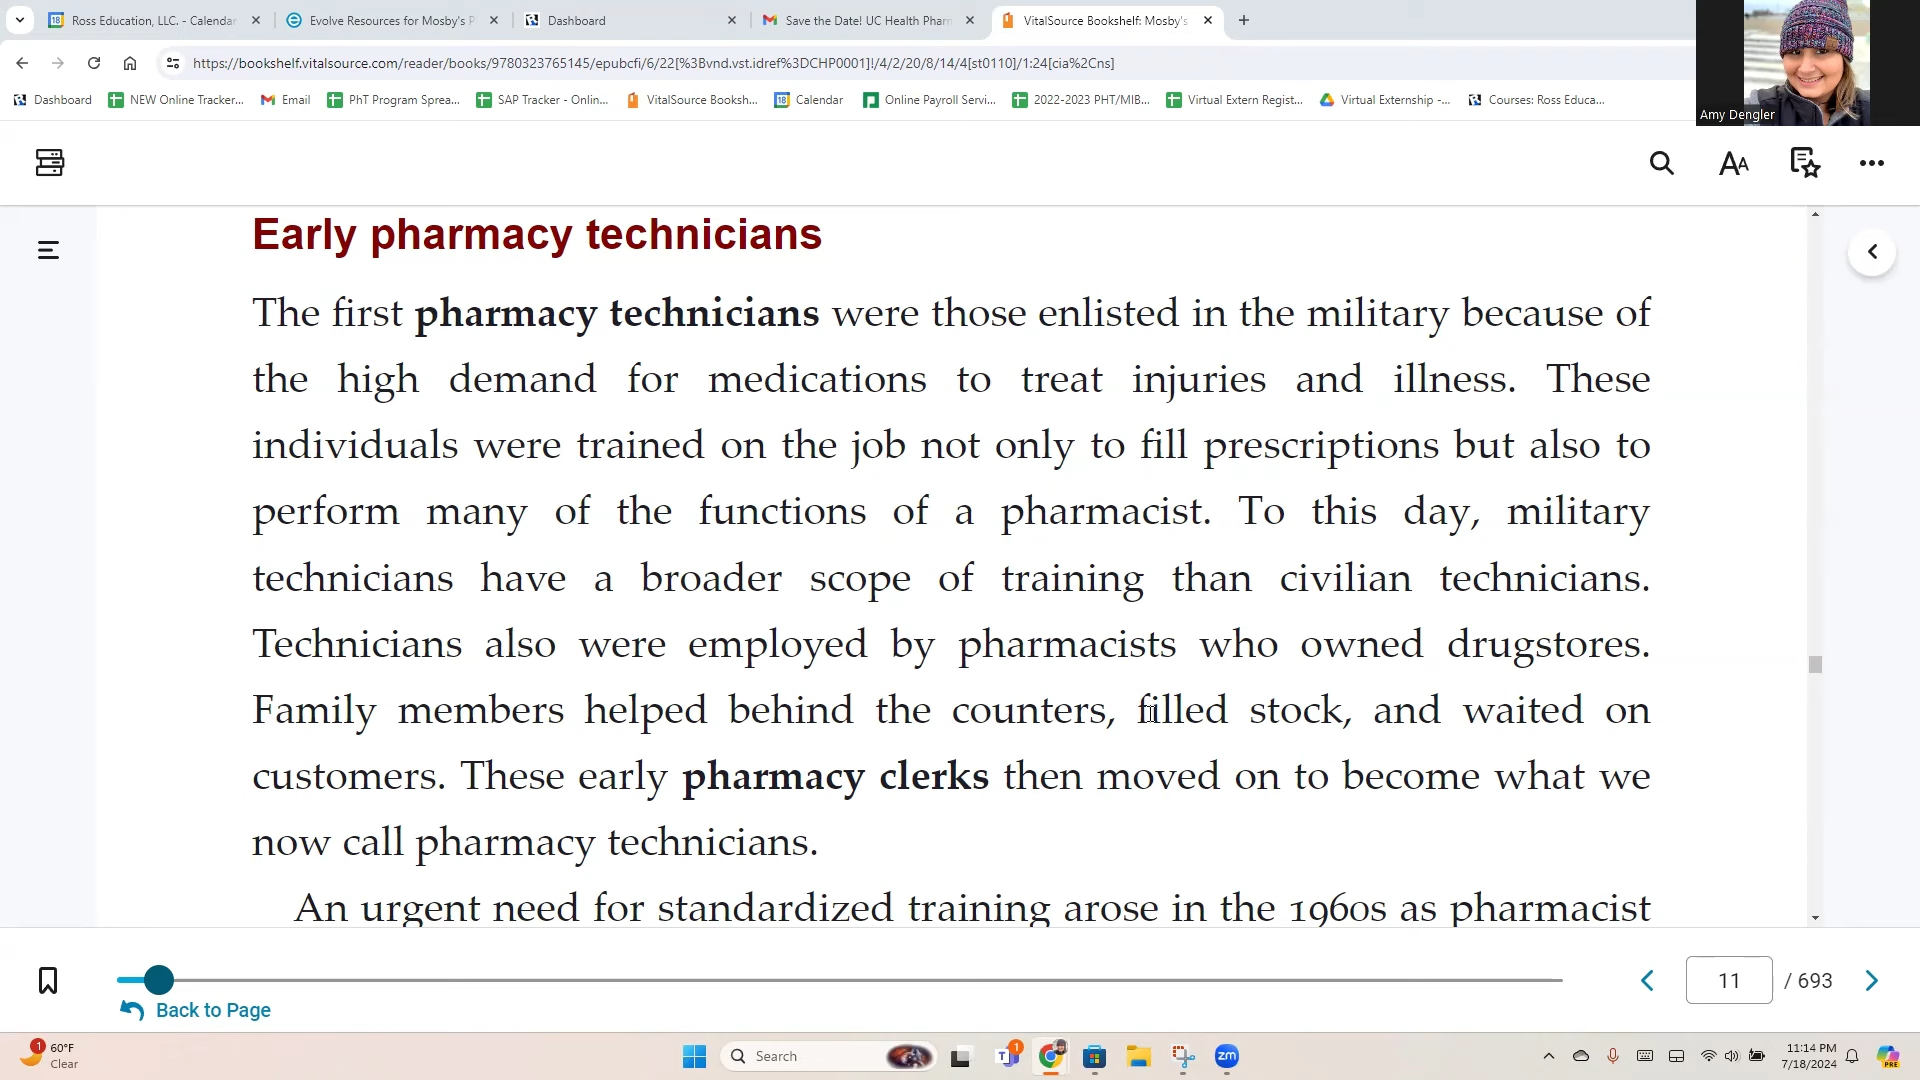 Ross Education, LLC. - Calendar
Evolve Resources for Mosby's P
Dashboard
Save the Date! UC Health Pharm
VitalSource Bookshelf: Mosby's
https://bookshelf.vitalsource.com/reader/books/9780323765145/epubcfi/6/22[%3Bvnd.vst.idref%3DCHP0001]!/4/2/20/8/14/4[st0110]/1:24[cia%2Cns]
Dashboard
NEW Online Tracker...
Email
PhT Program Sprea...
SAP Tracker - Onlin...
VitalSource Booksh...
Calendar
Online Payroll Servi...
2022-2023 PHT/MIB...
Virtual Extern Regist...
Virtual Externship -...
Courses: Ross Educa...
Amy Dengler
AA
Early pharmacy technicians
The first pharmacy technicians were those enlisted in the military because of
the high demand for medications to treat injuries and illness. These
individuals were trained on the job not only to fill prescriptions but also to
perform many of the functions of a pharmacist. To this day, military
technicians have a broader scope of training than civilian technicians.
Technicians also were employed by pharmacists who owned drugstores.
Family members helped behind the counters, filled stock, and waited on
customers. These early pharmacy clerks then moved on to become what we
now call pharmacy technicians.
An urgent need for standardized training arose in the 1960s as pharmacist
11 / 693
Back to Page
1
60°F
Clear
Search
T
1
zm
11:14 PM
7/18/2024
PRE